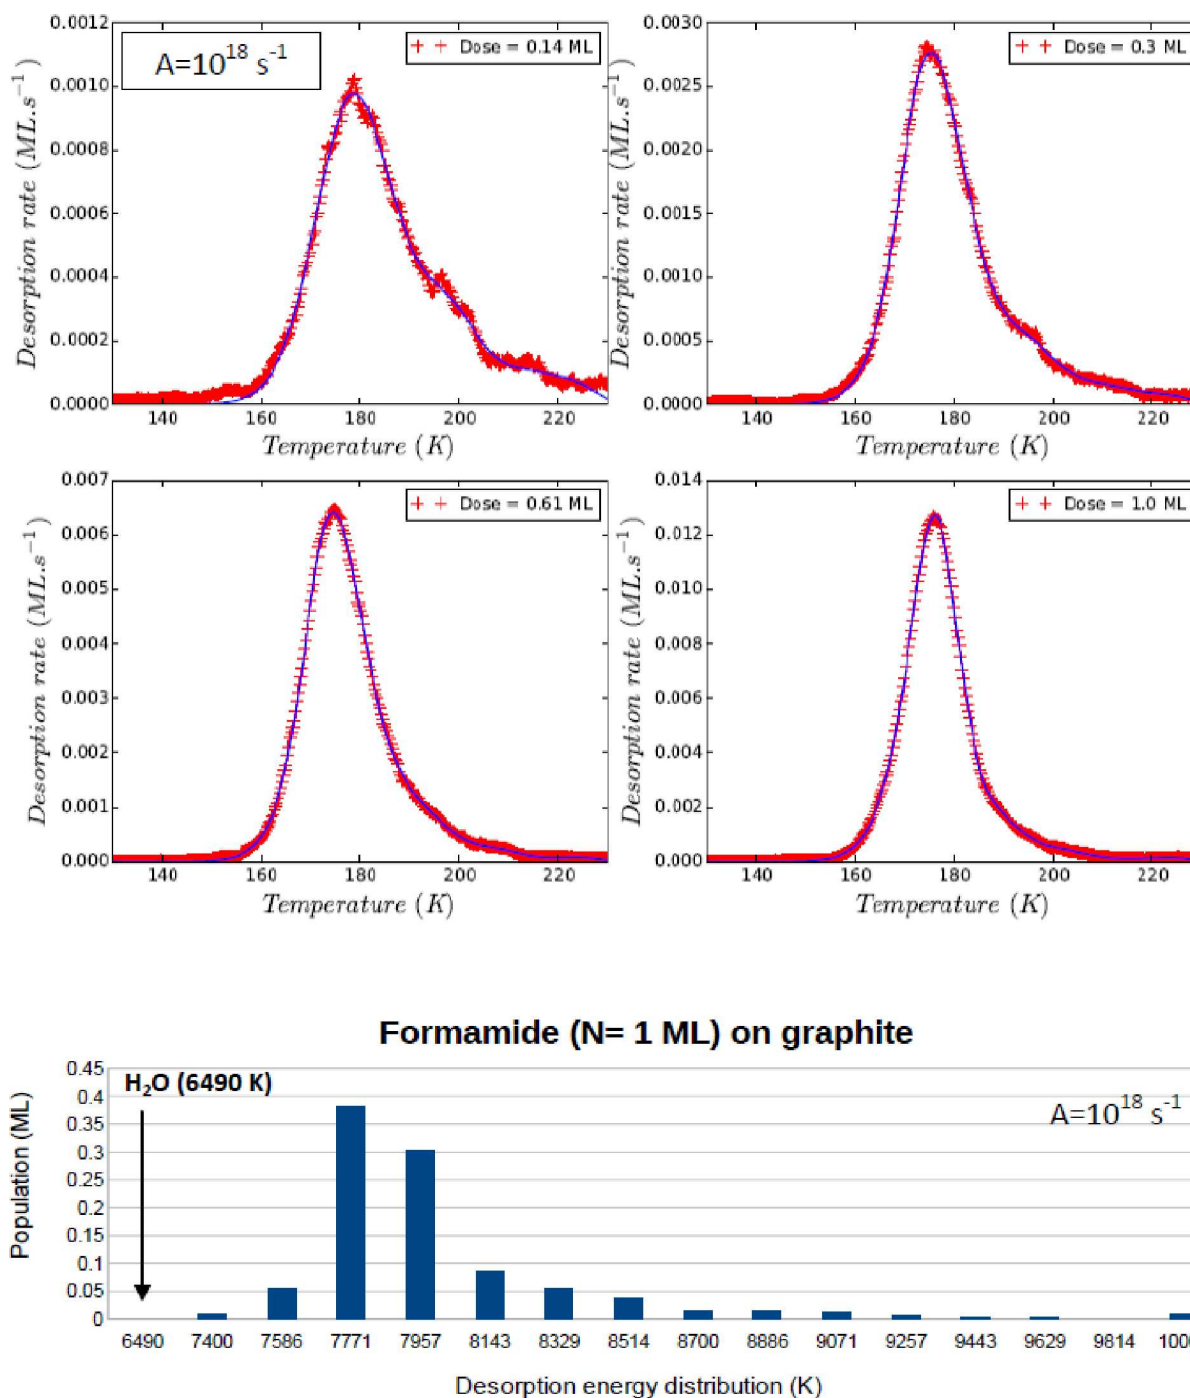 0.0012
0.0010
0.0008
0.0006
0.0004
0.0002
0.0000
Desorption rate (ML.s⁻¹)
A=10¹⁸ s⁻¹
Dose = 0.14 ML
140 160 180 200 220
Temperature (K)
0.0030
0.0025
0.0020
0.0015
0.0010
0.0005
0.0000
Desorption rate (ML.s⁻¹)
Dose = 0.3 ML
140 160 180 200 220
Temperature (K)
0.007
0.006
0.005
0.004
0.003
0.002
0.001
0.000
Desorption rate (ML.s⁻¹)
Dose = 0.61 ML
140 160 180 200 220
Temperature (K)
0.014
0.012
0.010
0.008
0.006
0.004
0.002
0.000
Desorption rate (ML.s⁻¹)
Dose = 1.0 ML
140 160 180 200 220
Temperature (K)
Formamide (N= 1 ML) on graphite
Population (ML)
0.45
0.4
0.35
0.3
0.25
0.2
0.15
0.1
0.05
0
H₂O (6490 K)
A=10¹⁸ s⁻¹
6490 7400 7586 7771 7957 8143 8329 8514 8700 8886 9071 9257 9443 9629 9814
Desorption energy distribution (K)